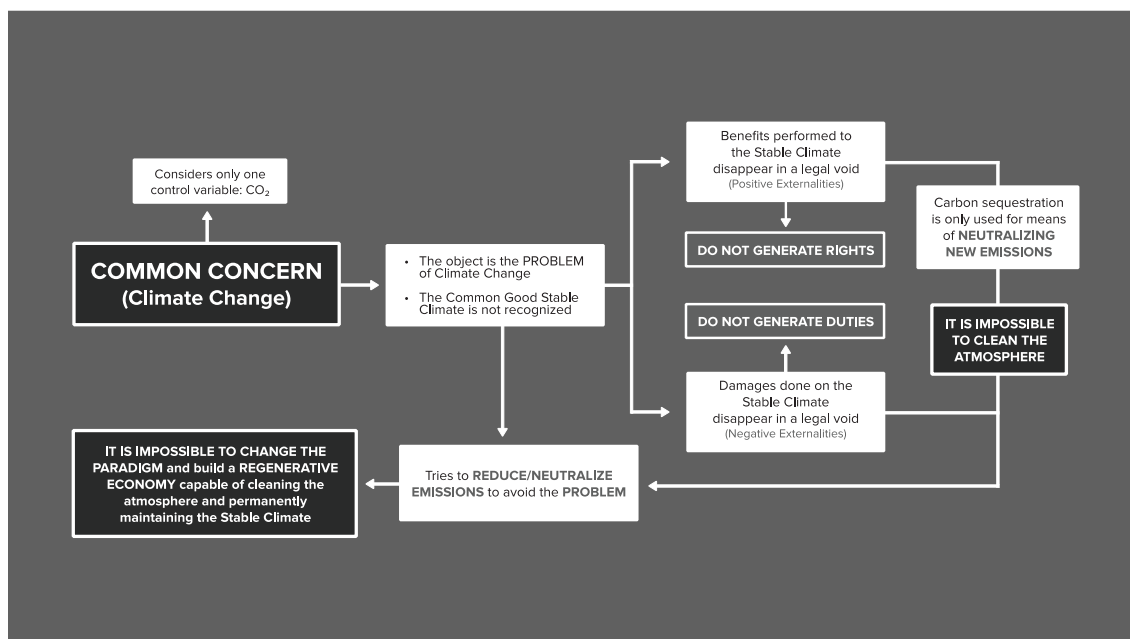 Considers only one
control variable: CO₂
COMMON CONCERN
(Climate Change)
• The object is the PROBLEM
of Climate Change
• The Common Good Stable
Climate is not recognized
Benefits performed to
the Stable Climate
disappear in a legal void
(Positive Externalities)
DO NOT GENERATE RIGHTS
DO NOT GENERATE DUTIES
Damages done on the
Stable Climate
disappear in a legal void
(Negative Externalities)
Carbon sequestration
is only used for means
of NEUTRALIZING
NEW EMISSIONS
IT IS IMPOSSIBLE
TO CLEAN THE
ATMOSPHERE
Tries to REDUCE/NEUTRALIZE
EMISSIONS to avoid the PROBLEM
IT IS IMPOSSIBLE TO CHANGE THE
PARADIGM and build a REGENERATIVE
ECONOMY capable of cleaning the
atmosphere and permanently
maintaining the Stable Climate